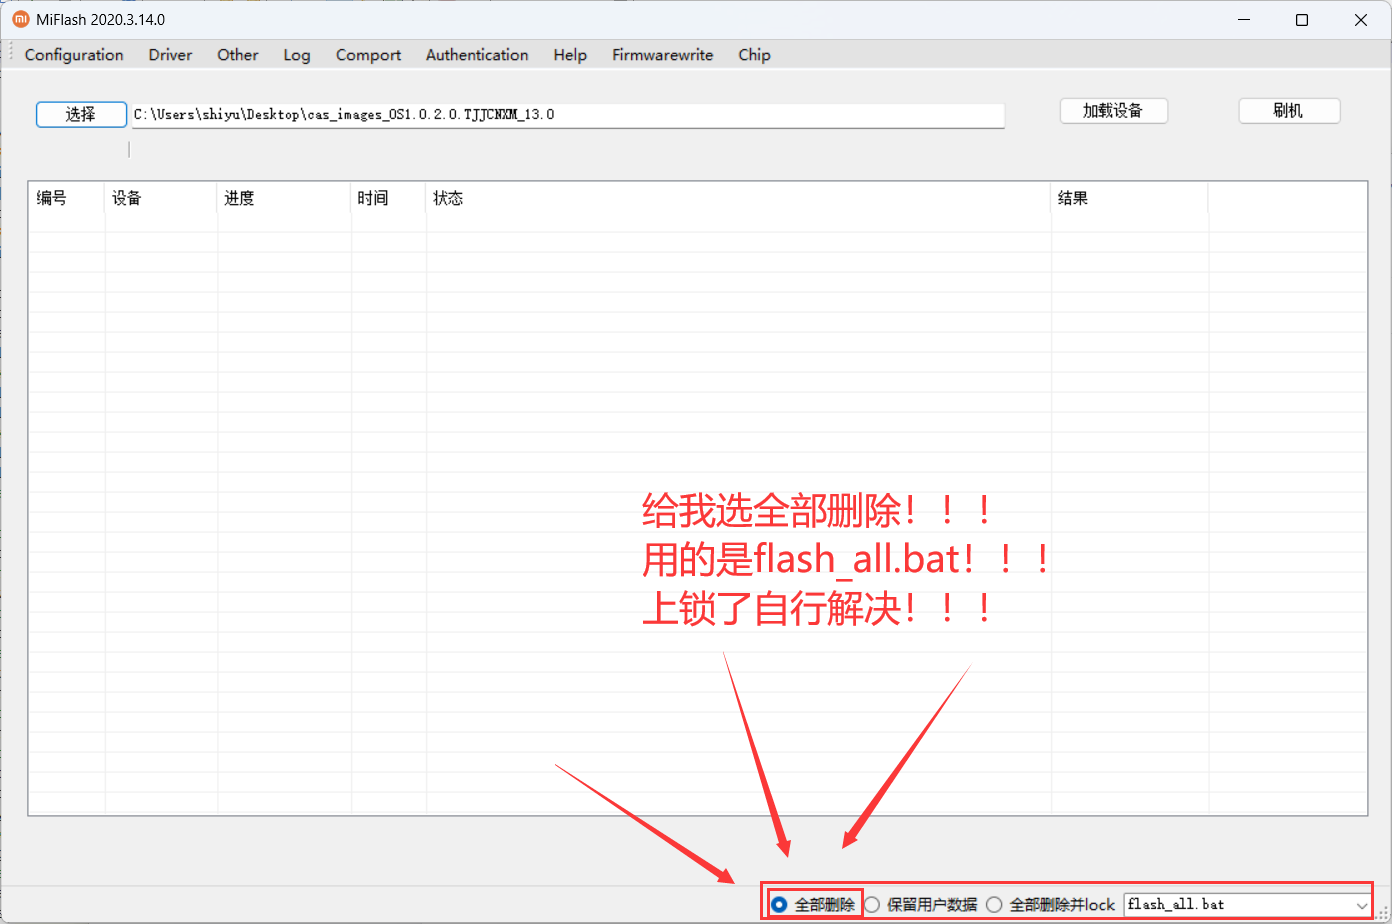 MiFlash 2020.3.14.0
Configuration Driver Other Log Comport Authentication Help Firmwarewrite Chip
选择 C:\Users\shiyu\Desktop\cas_images_OS1.0.2.0.TJJCNXM_13.0 加载设备 刷机
编号 设备 进度 时间 状态 结果
给我选全部删除！！！
用的是flash_all.bat！！！
上锁了自行解决！！！
全部删除 保留用户数据 全部删除并lock flash_all.bat